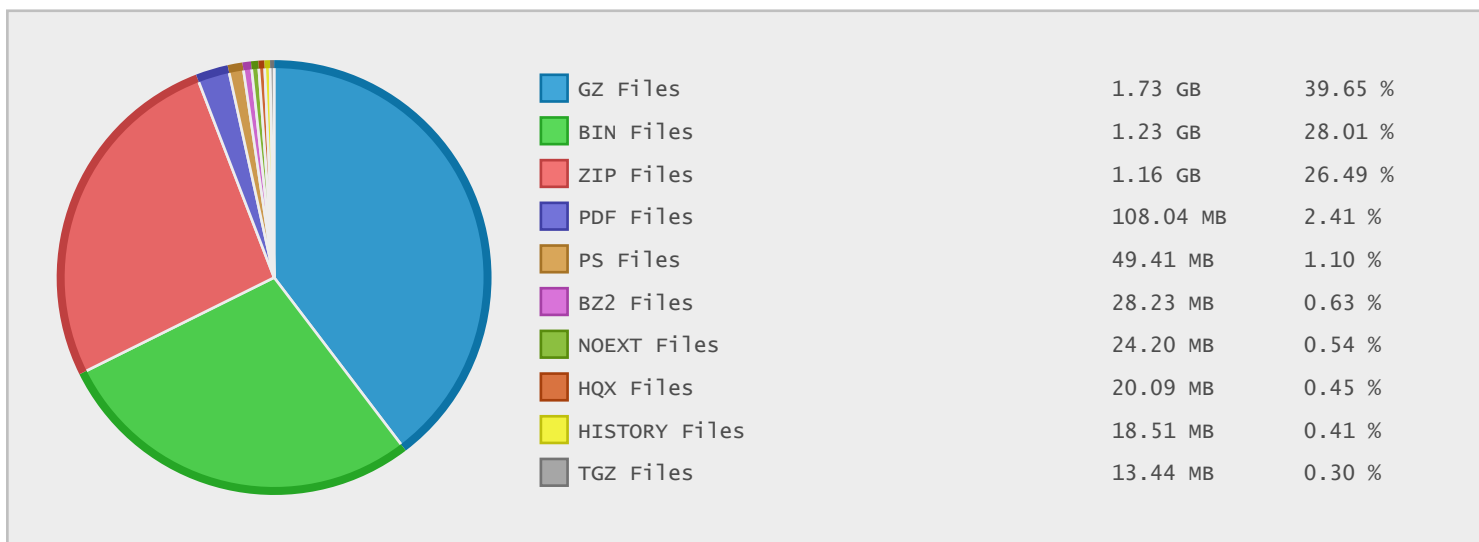 GZ Files 1.73 GB 39.65 %
BIN Files 1.23 GB 28.01 %
ZIP Files 1.16 GB 26.49 %
PDF Files 108.04 MB 2.41 %
PS Files 49.41 MB 1.10 %
BZ2 Files 28.23 MB 0.63 %
NOEXT Files 24.20 MB 0.54 %
HQX Files 20.09 MB 0.45 %
HISTORY Files 18.51 MB 0.41 %
TGZ Files 13.44 MB 0.30 %